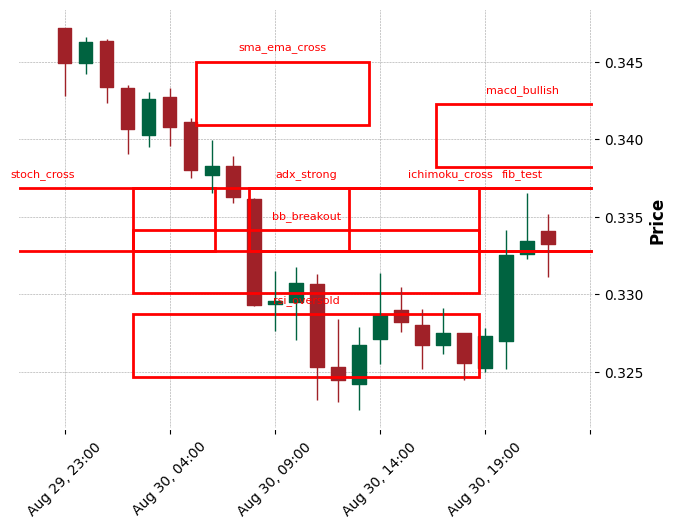 sma_ema_cross
0.345
macd_bullish
0.340
stoch_cross
adx_strong
ichimoku_cross
fib_test
bb_breakout
0.335
Price
0.330
rsi_oversold
0.325
Aug 29, 23:00
Aug 30, 04:00
Aug 30, 09:00
Aug 30, 14:00
Aug 30, 19:00